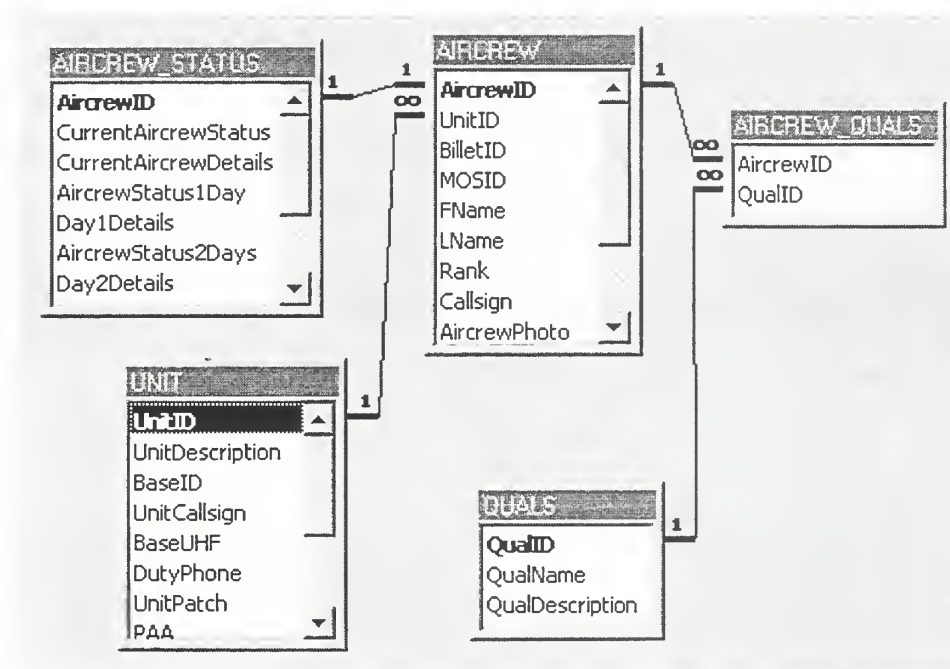 AIRCREW_STATUS
AircrewID
CurrentAircrewStatus
CurrentAircrewDetails
AircrewStatus1Day
Day1Details
AircrewStatus2Days
Day2Details
1
1
∞
AIRCREW
AircrewID
UnitID
BilletID
MOSID
FName
LName
Rank
Callsign
AircrewPhoto
1
∞
∞
AIRCREW_QUALS
AircrewID
QualID
UNIT
UnitID
UnitDescription
BaseID
UnitCallsign
BaseUHF
DutyPhone
UnitPatch
PAA
1
QUALS
QualID
QualName
QualDescription
1